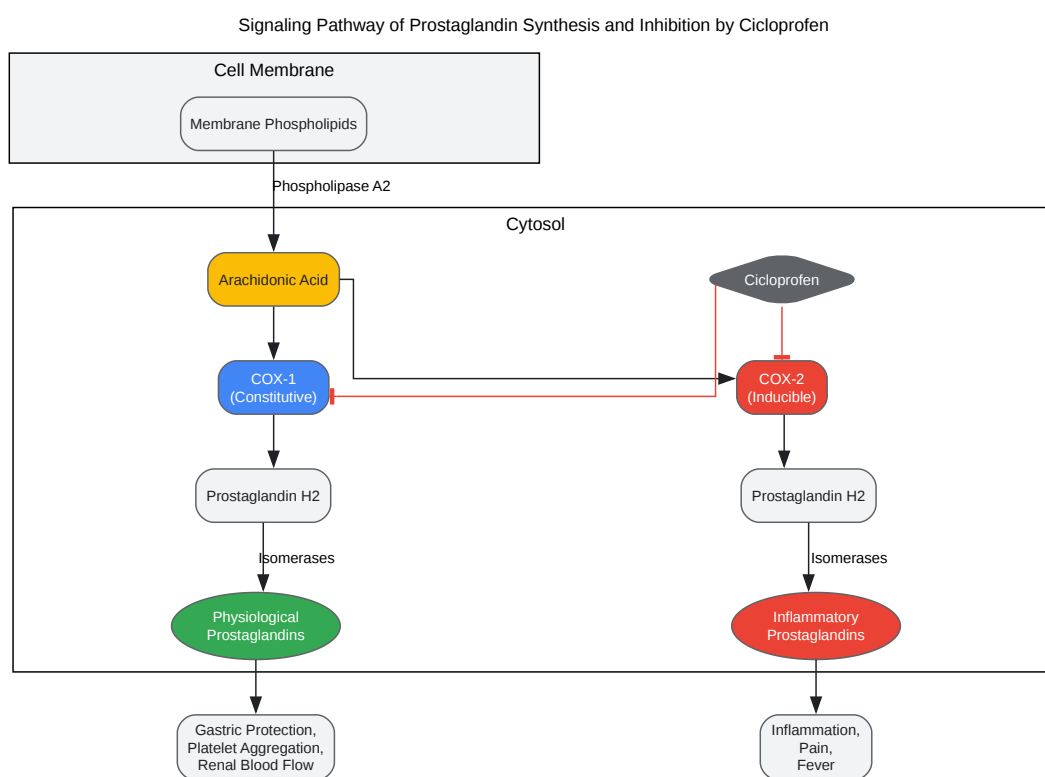 Signaling Pathway of Prostaglandin Synthesis and Inhibition by Cicloprofen
Cell Membrane
Membrane Phospholipids
Phospholipase A2
Cytosol
Arachidonic Acid
Cicloprofen
COX-1
(Constitutive)
COX-2
(Inducible)
Prostaglandin H2
Prostaglandin H2
Isomerases
Isomerases
Physiological
Prostaglandins
Inflammatory
Prostaglandins
Gastric Protection,
Platelet Aggregation,
Renal Blood Flow
Inflammation,
Pain,
Fever